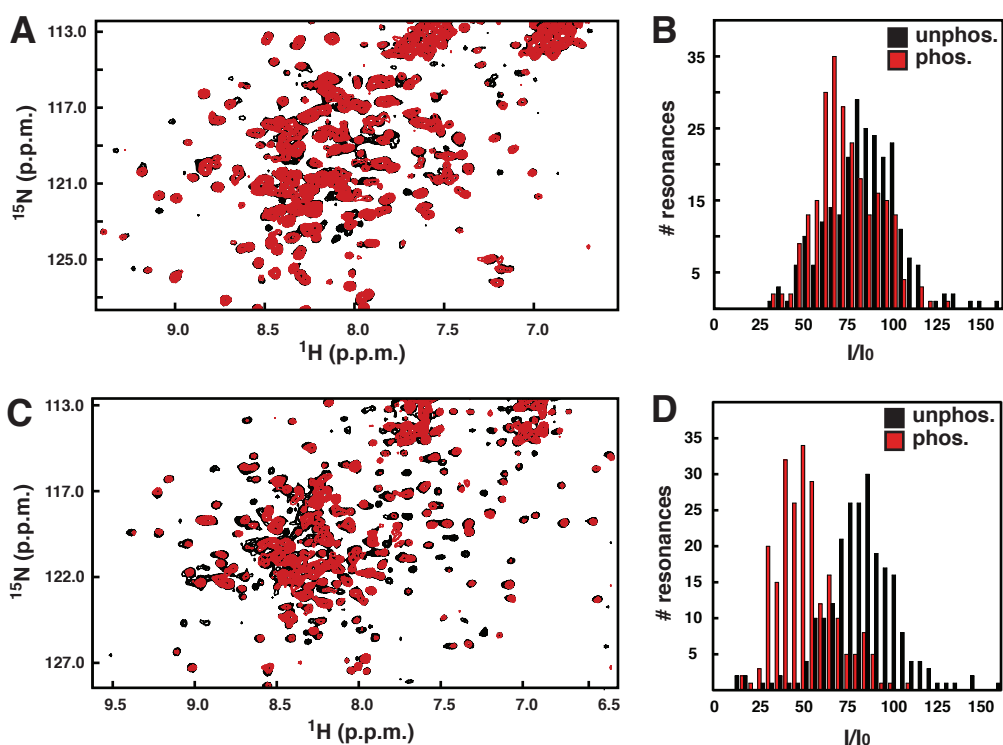 A
113.0
117.0
121.0
125.0
¹⁵N (p.p.m.)
9.0 8.5 8.0 7.5 7.0
¹H (p.p.m.)
B
unphos.
phos.
35
25
15
5
# resonances
0 25 50 75 100 125 150
I/I₀
C
113.0
117.0
122.0
127.0
¹⁵N (p.p.m.)
9.5 9.0 8.5 8.0 7.5 7.0 6.5
¹H (p.p.m.)
D
unphos.
phos.
35
30
25
20
15
10
5
# resonances
0 25 50 75 100 150
I/I₀